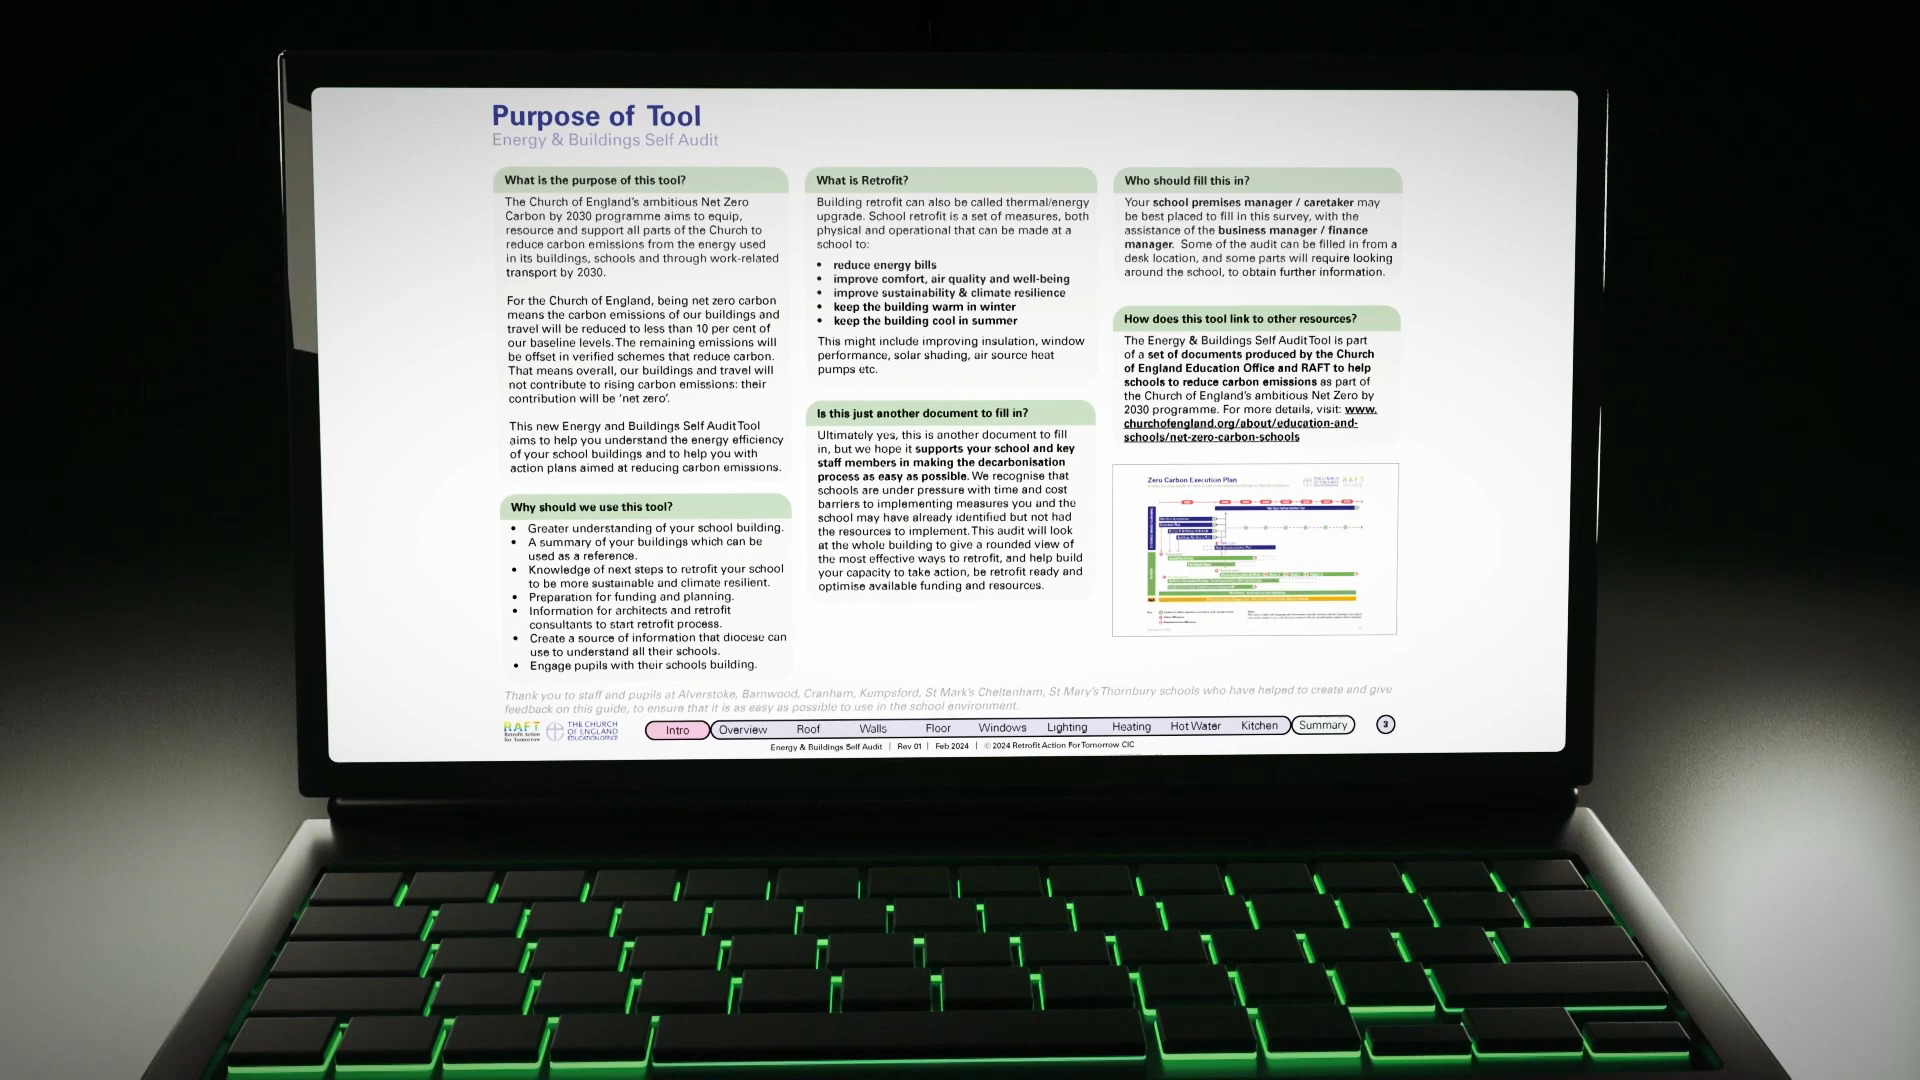 Purpose of Tool
Energy & Buildings Self Audit
What is the purpose of this tool?
The Church of England's ambitious Net Zero
Carbon by 2030 programme aims to equip,
resource and support all parts of the Church to
reduce carbon emissions from the energy used
in its buildings, schools and through work-related
transport by 2030.
For the Church of England, being net zero carbon
means the carbon emissions of our buildings and
travel will be reduced to less than 10 per cent of
our baseline levels. The remaining emissions will
be offset in verified schemes that reduce carbon.
That means overall, our buildings and travel will
not contribute to rising carbon emissions: their
contribution will be 'net zero'.
This new Energy and Buildings Self Audit Tool
aims to help you understand the energy efficiency
of your school buildings and to help you with
action plans aimed at reducing carbon emissions.
Why should we use this tool?
• Greater understanding of your school building.
• A summary of your buildings which can be
used as a reference.
• Knowledge of next steps to retrofit your school
to be more sustainable and climate resilient.
• Preparation for funding and planning.
• Information for architects and retrofit
consultants to start retrofit process.
• Create a source of information that diocese can
use to understand all their schools.
• Engage pupils with their schools building.
What is Retrofit?
Building retrofit can also be called thermal/energy
upgrade. School retrofit is a set of measures, both
physical and operational that can be made at a
school to:
• reduce energy bills
• improve comfort, air quality and well-being
• improve sustainability & climate resilience
• keep the building warm in winter
• keep the building cool in summer
This might include improving insulation, window
performance, solar shading, air source heat
pumps etc.
Is this just another document to fill in?
Ultimately yes, this is another document to fill
in, but we hope it supports your school and key
staff members in making the decarbonisation
process as easy as possible. We recognise that
schools are under pressure with time and cost
barriers to implementing measures you and the
school may have already identified but not had
the resources to implement. This audit will look
at the whole building to give a rounded view of
the most effective ways to retrofit, and help build
your capacity to take action, be retrofit ready and
optimise available funding and resources.
Who should fill this in?
Your school premises manager / caretaker may
be best placed to fill in this survey, with the
assistance of the business manager / finance
manager. Some of the audit can be filled in from a
desk location, and some parts will require looking
around the school, to obtain further information.
How does this tool link to other resources?
The Energy & Buildings Self Audit Tool is part
of a set of documents produced by the Church
of England Education Office and RAFT to help
schools to reduce carbon emissions as part of
the Church of England's ambitious Net Zero by
2030 programme. For more details, visit: www.
churchofengland.org/about/education-and-
schools/net-zero-carbon-schools
Zero Carbon Execution Plan
Thank you to staff and pupils at Alverstoke, Barnwood, Cranham, Kempsford, St Mark's Cheltenham, St Mary's Thornbury schools who have helped to create and give
feedback on this guide, to ensure that it is as easy as possible to use in the school environment.
RAFT
Retrofit Action
for Tomorrow
THE CHURCH
OF ENGLAND
EDUCATION OFFICE
Intro Overview Roof Walls Floor Windows Lighting Heating Hot Water Kitchen Summary 3
Energy & Buildings Self Audit | Rev 01 | Feb 2024 | © 2024 Retrofit Action For Tomorrow CIC